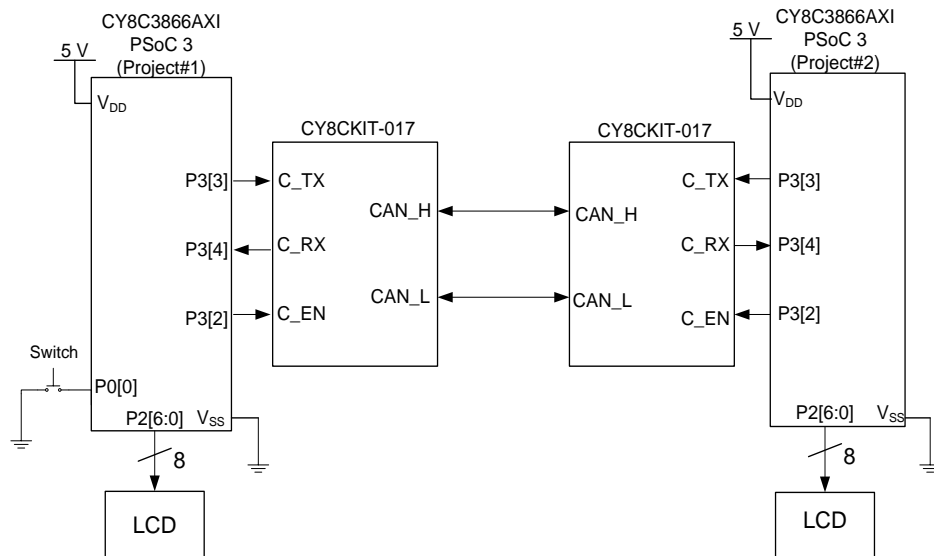 CY8C3866AXI
PSoC 3
(Project#1)
5 V
VDD
P3[3]
P3[4]
P3[2]
Switch
P0[0]
P2[6:0]
VSS
8
LCD
CY8CKIT-017
C_TX
C_RX
C_EN
CAN_H
CAN_L
CY8CKIT-017
CAN_H
CAN_L
C_TX
C_RX
C_EN
CY8C3866AXI
PSoC 3
(Project#2)
5 V
VDD
P3[3]
P3[4]
P3[2]
P2[6:0]
VSS
8
LCD